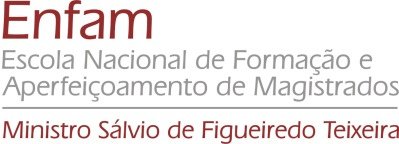 Enfam
Escola Nacional de Formação e
Aperfeiçoamento de Magistrados
Ministro Sálvio de Figueiredo Teixeira